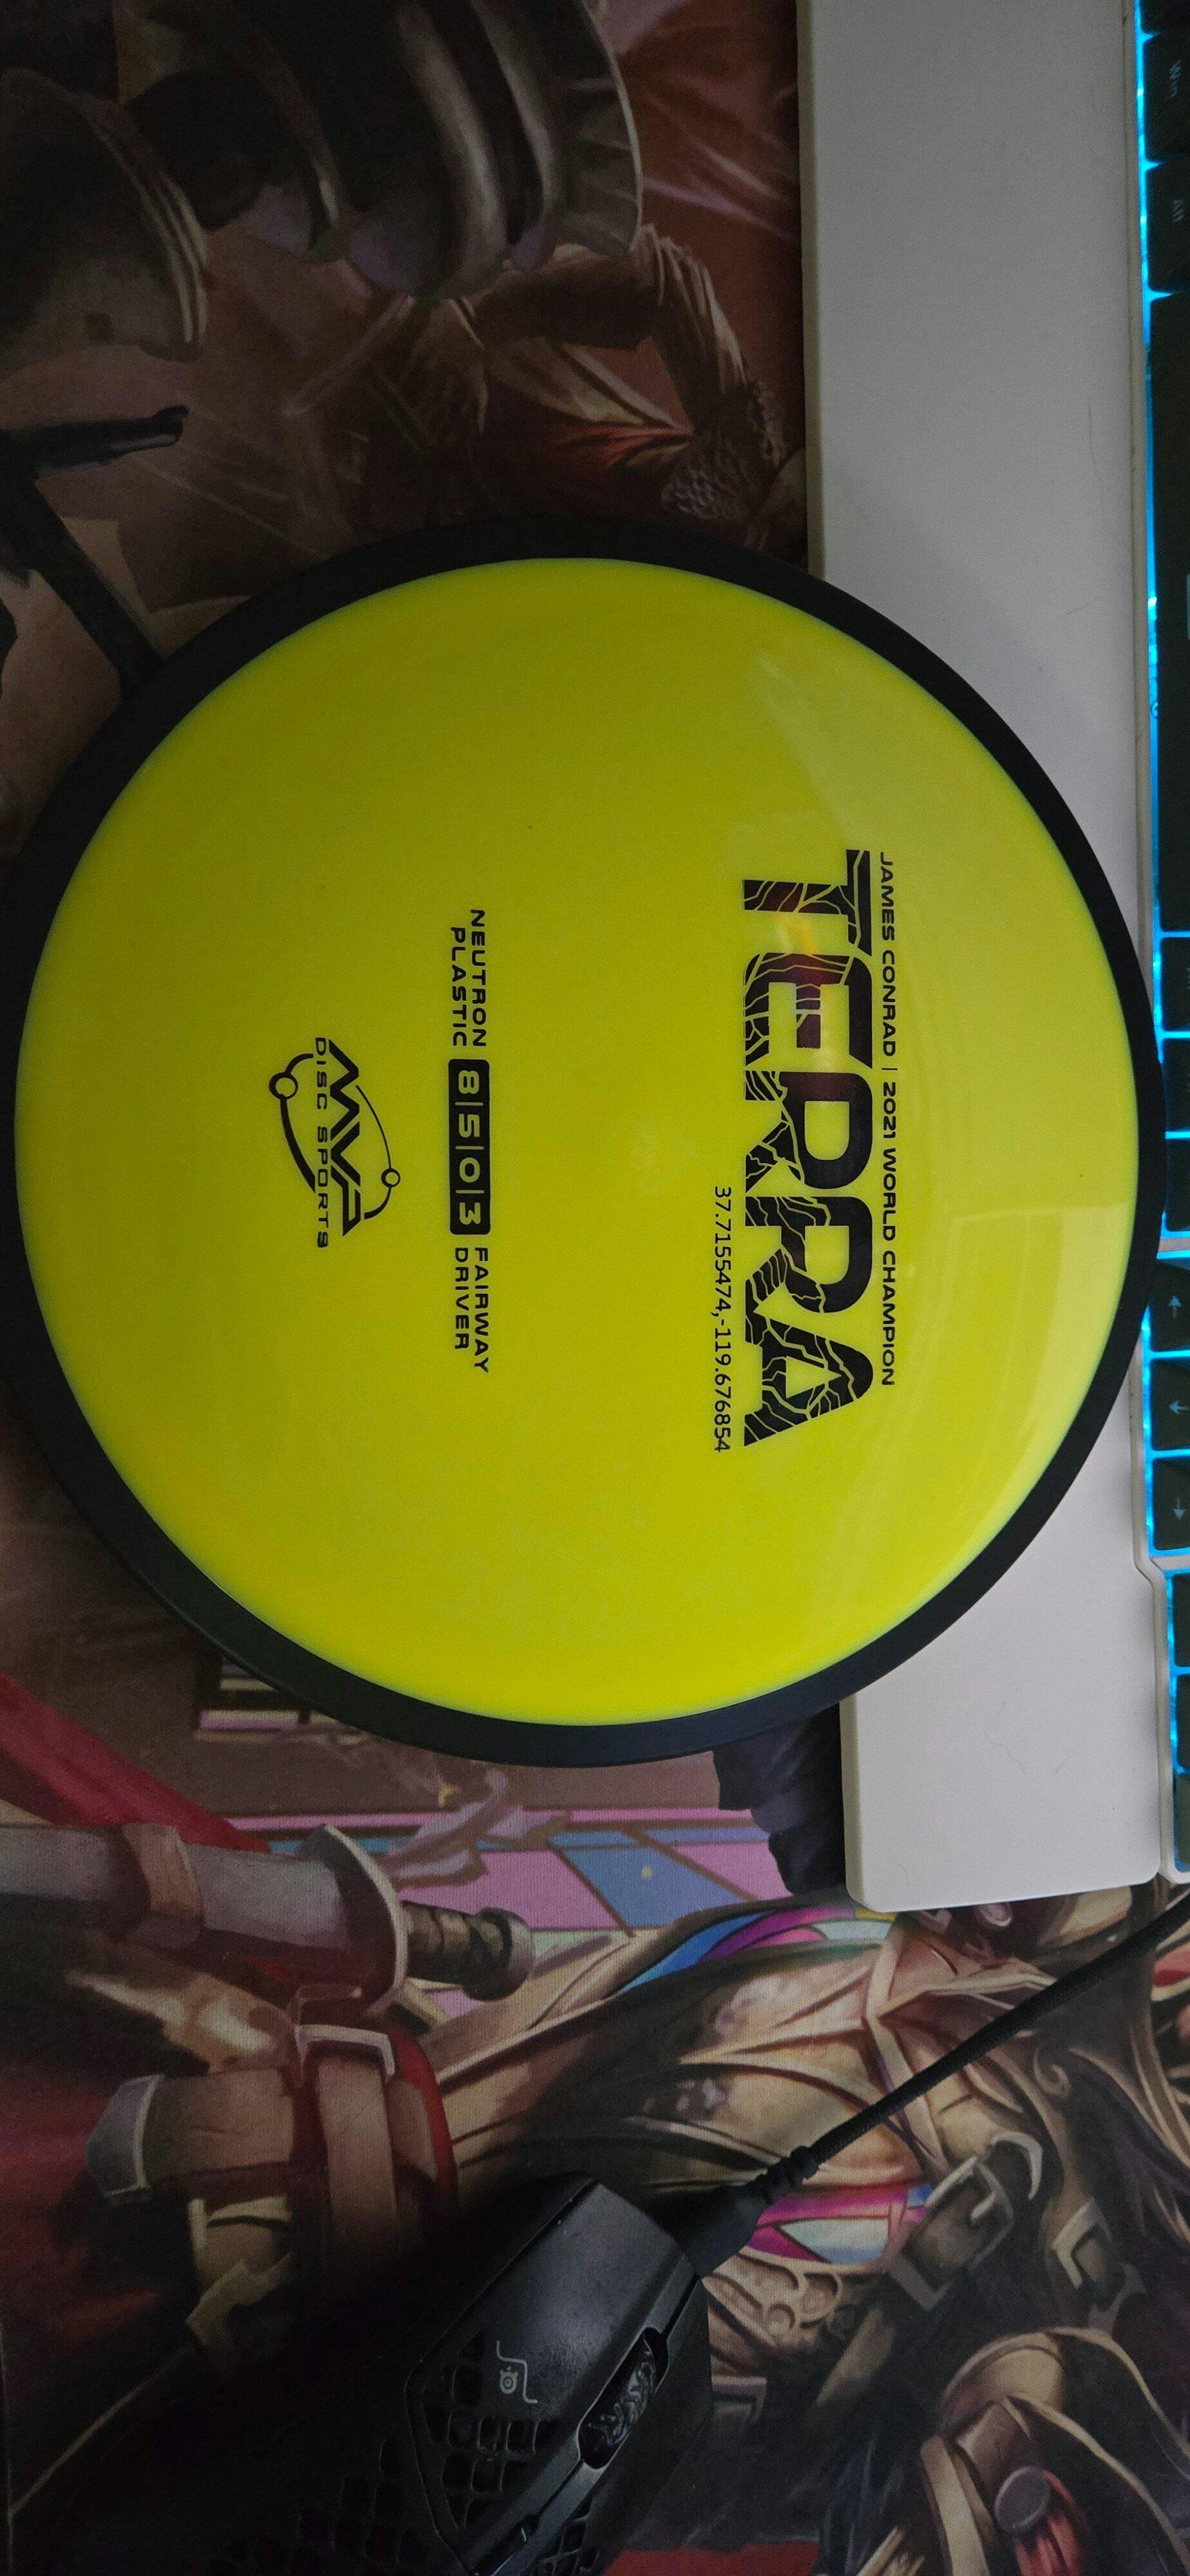 JAMES CONRAD | 2021 WORLD CHAMPION
TERRA
37.7155474,-119.676854
NEUTRON PLASTIC
8|5|0|3
FAIRWAY DRIVER
MVP
DISC SPORTS
Alt